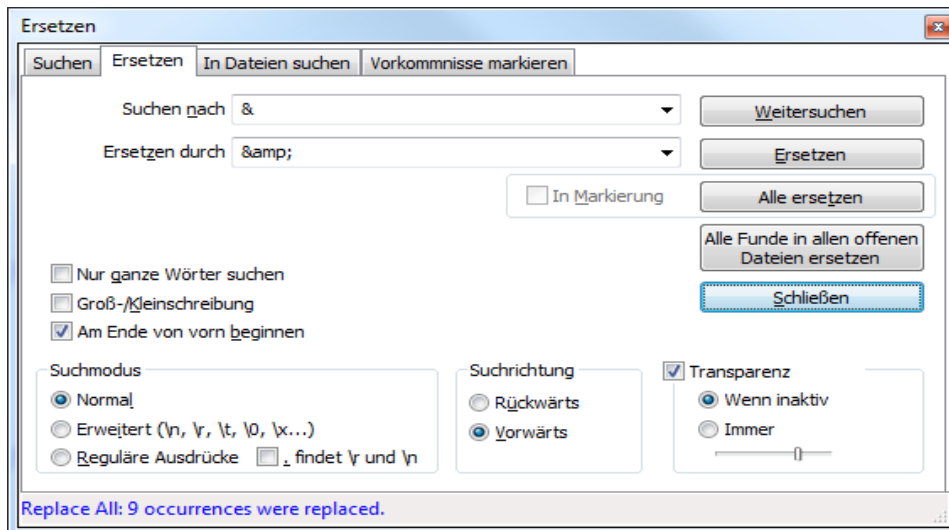 Ersetzen
Suchen Ersetzen In Dateien suchen Vorkommnisse markieren
Suchen nach & Weitersuchen
Ersetzen durch &amp; Ersetzen
In Markierung Alle ersetzen
Alle Funde in allen offenen
Dateien ersetzen
Nur ganze Wörter suchen
Groß-/Kleinschreibung Schließen
Am Ende von vorn beginnen
Suchmodus Suchrichtung Transparenz
Normal Rückwärts Wenn inaktiv
Erweitert (\n, \r, \t, \0, \x...) Vorwärts Immer
Reguläre Ausdrücke . findet \r und \n
Replace All: 9 occurrences were replaced.